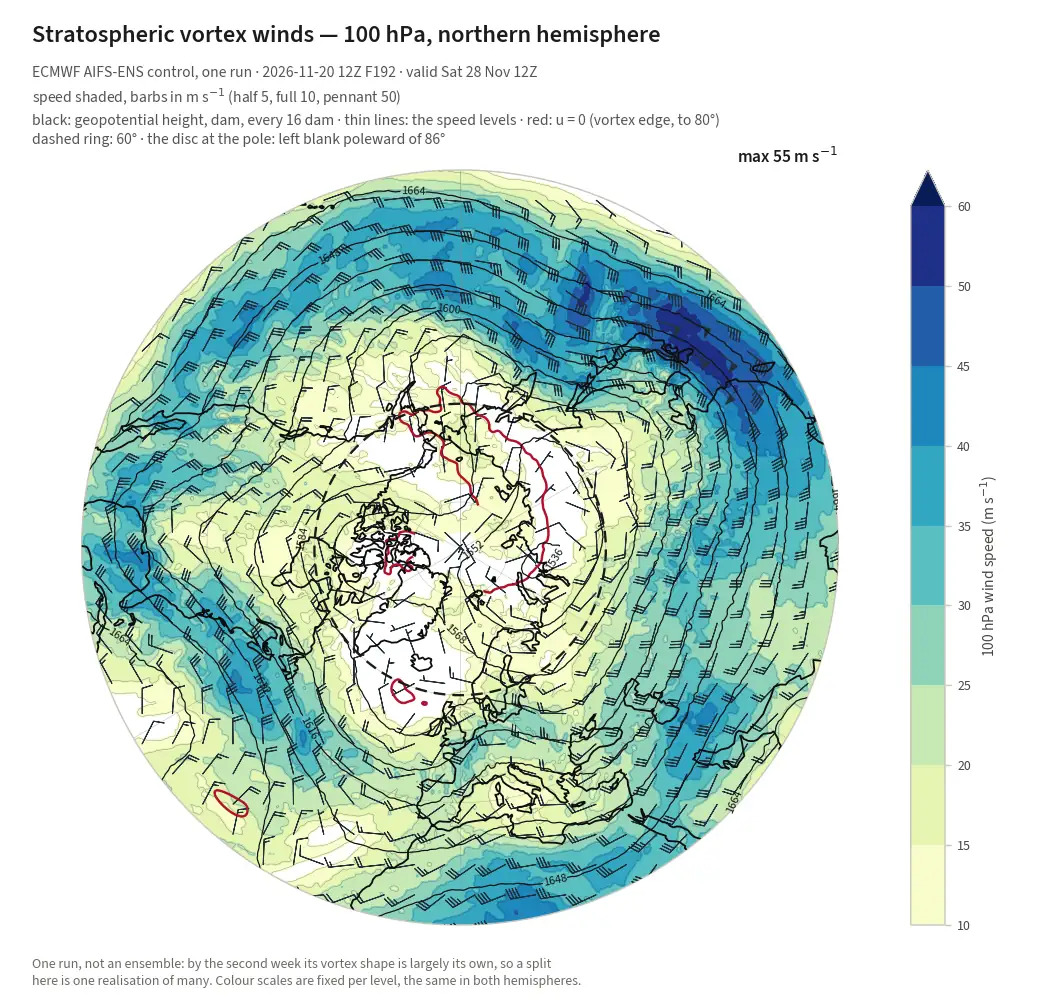 Stratospheric vortex winds — 100 hPa, northern hemisphere
ECMWF AIFS-ENS control, one run · 2026-11-20 12Z F192 · valid Sat 28 Nov 12Z
speed shaded, barbs in m s⁻¹ (half 5, full 10, pennant 50)
black: geopotential height, dam, every 16 dam · thin lines: the speed levels · red: u = 0 (vortex edge, to 80°)
dashed ring: 60° · the disc at the pole: left blank poleward of 86°
max 55 m s⁻¹
1664
1664
1600
1584
1552
1536
1568
1664
1648
60
50
45
40
35
30
25
20
15
10
100 hPa wind speed (m s⁻¹)
One run, not an ensemble: by the second week its vortex shape is largely its own, so a split
here is one realisation of many. Colour scales are fixed per level, the same in both hemispheres.